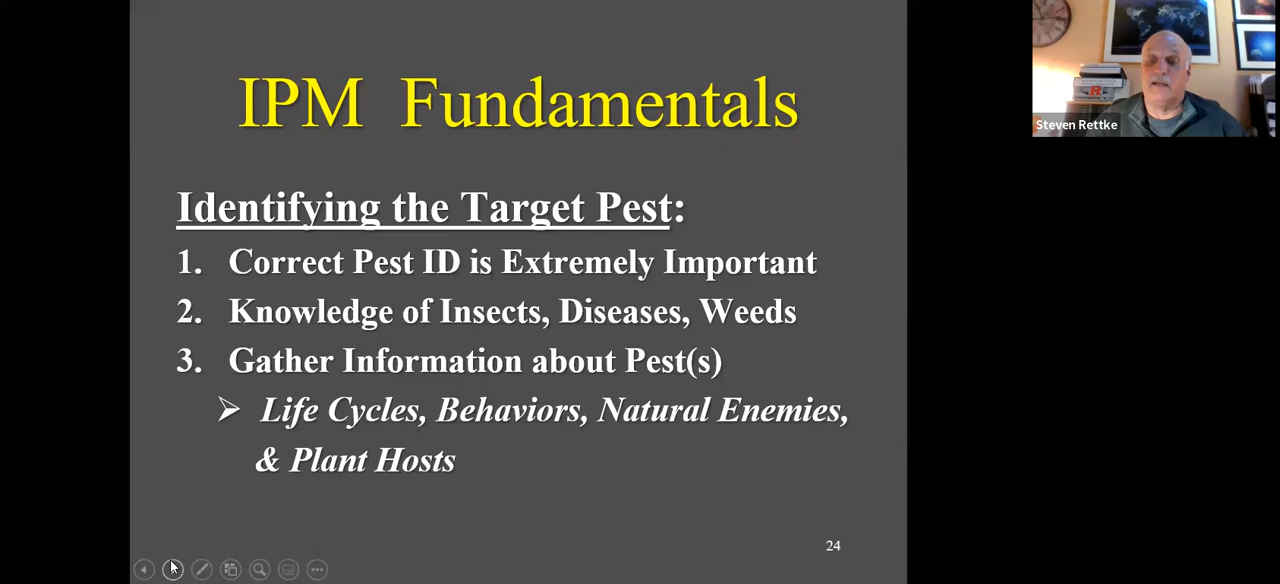 IPM Fundamentals
Identifying the Target Pest:
1. Correct Pest ID is Extremely Important
2. Knowledge of Insects, Diseases, Weeds
3. Gather Information about Pest(s)
➢ Life Cycles, Behaviors, Natural Enemies,
& Plant Hosts
24
Steven Rettke
R